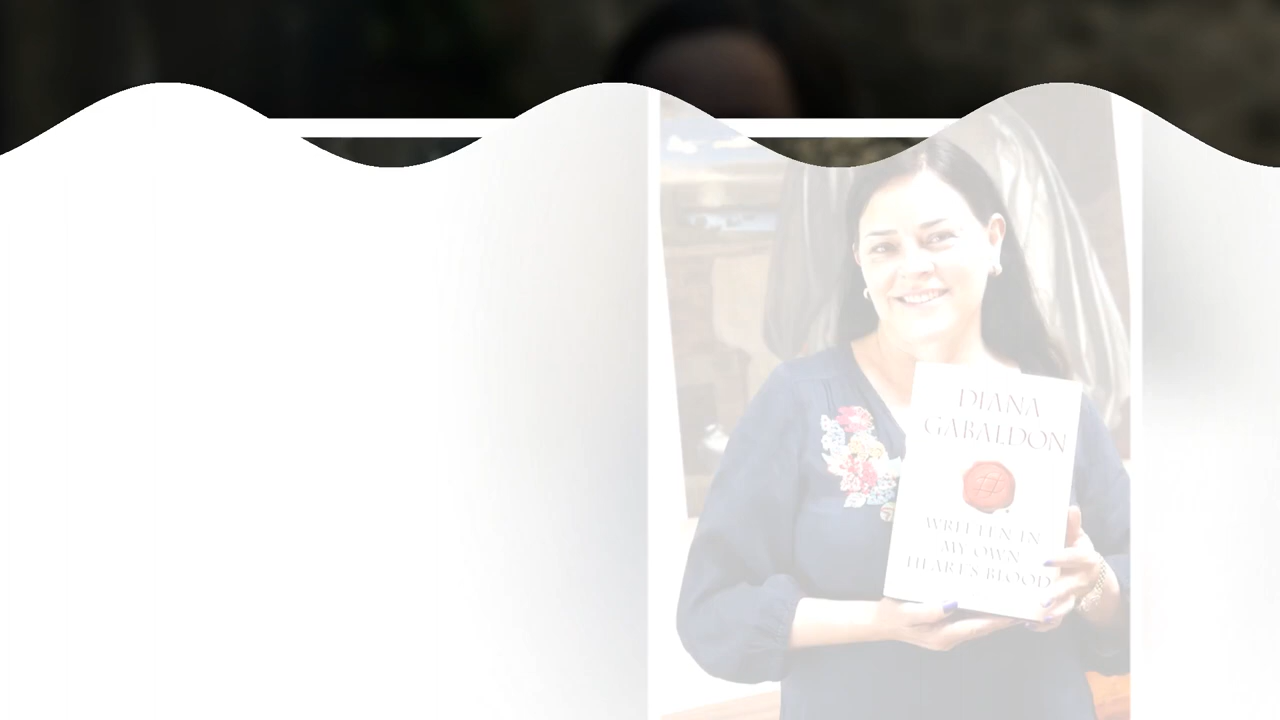 DIANA
GABALDON
WRITTEN IN
MY OWN
HEART'S BLOOD